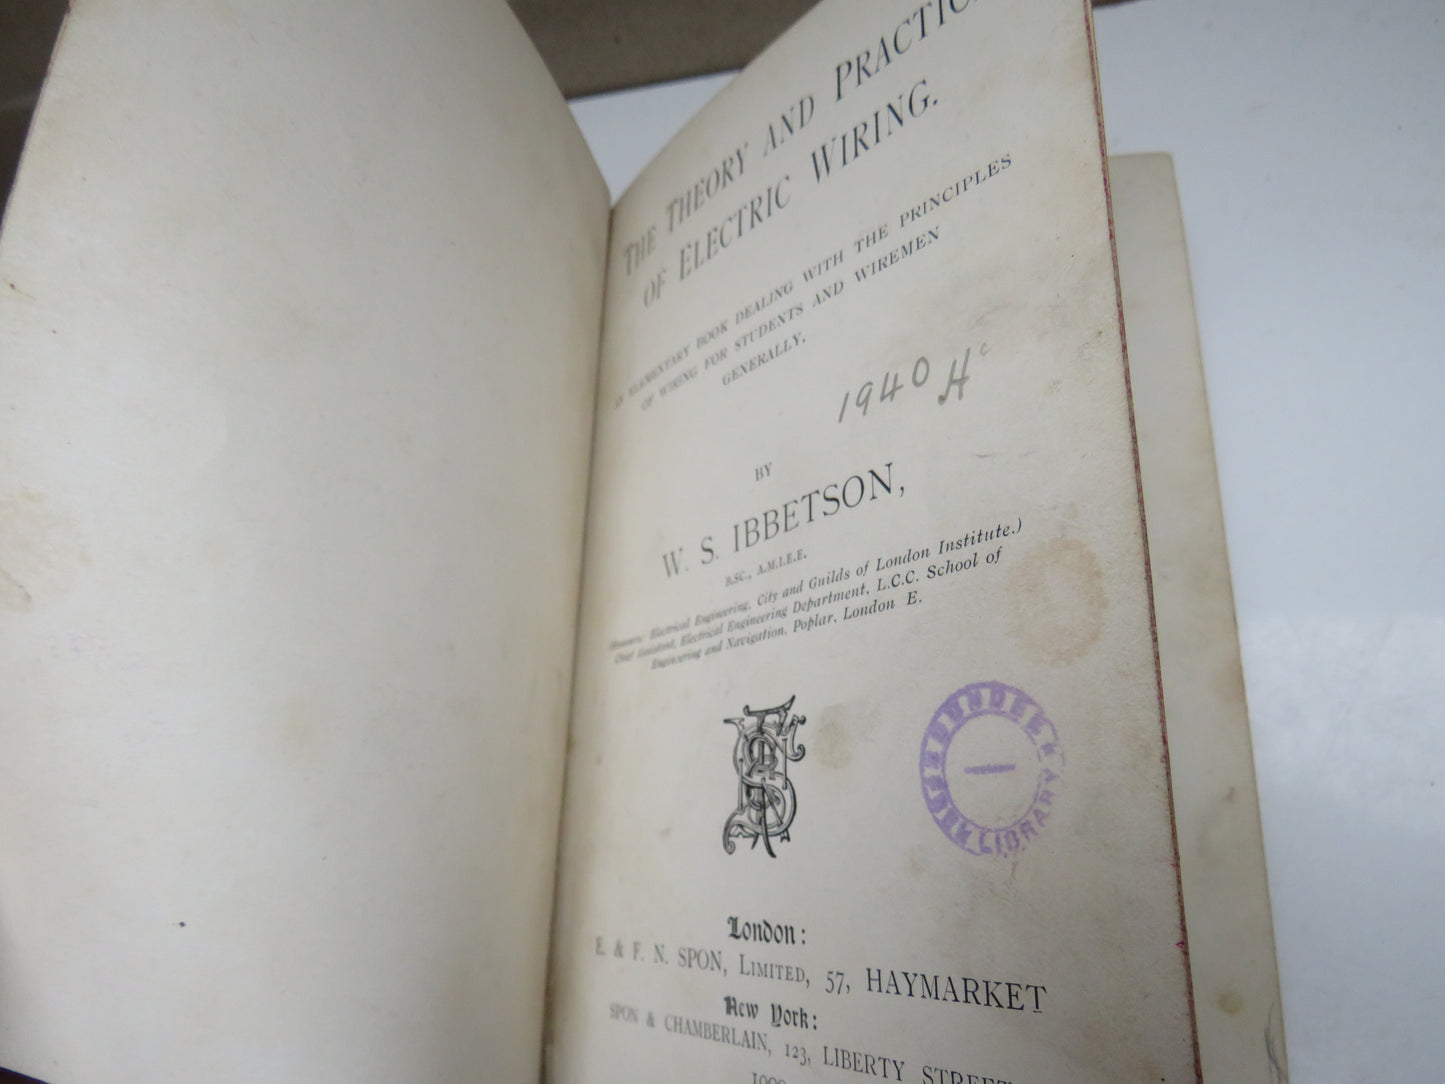 THE THEORY AND PRACTIC
OF ELECTRIC WIRING.
AN ELEMENTARY BOOK DEALING WITH THE PRINCIPLES
OF WIRING FOR STUDENTS AND WIREMEN
GENERALLY.
1940 Hc
BY
W. S. IBBETSON,
B.SC., A.M.I.E.E.
(Honours: Electrical Engineering, City and Guilds of London Institute.)
Chief Assistant, Electrical Engineering Department, L.C.C. School of
Engineering and Navigation, Poplar, London E.
LIBRARY
London:
E. & F. N. SPON, LIMITED, 57, HAYMARKET
New York:
SPON & CHAMBERLAIN, 123, LIBERTY STREET